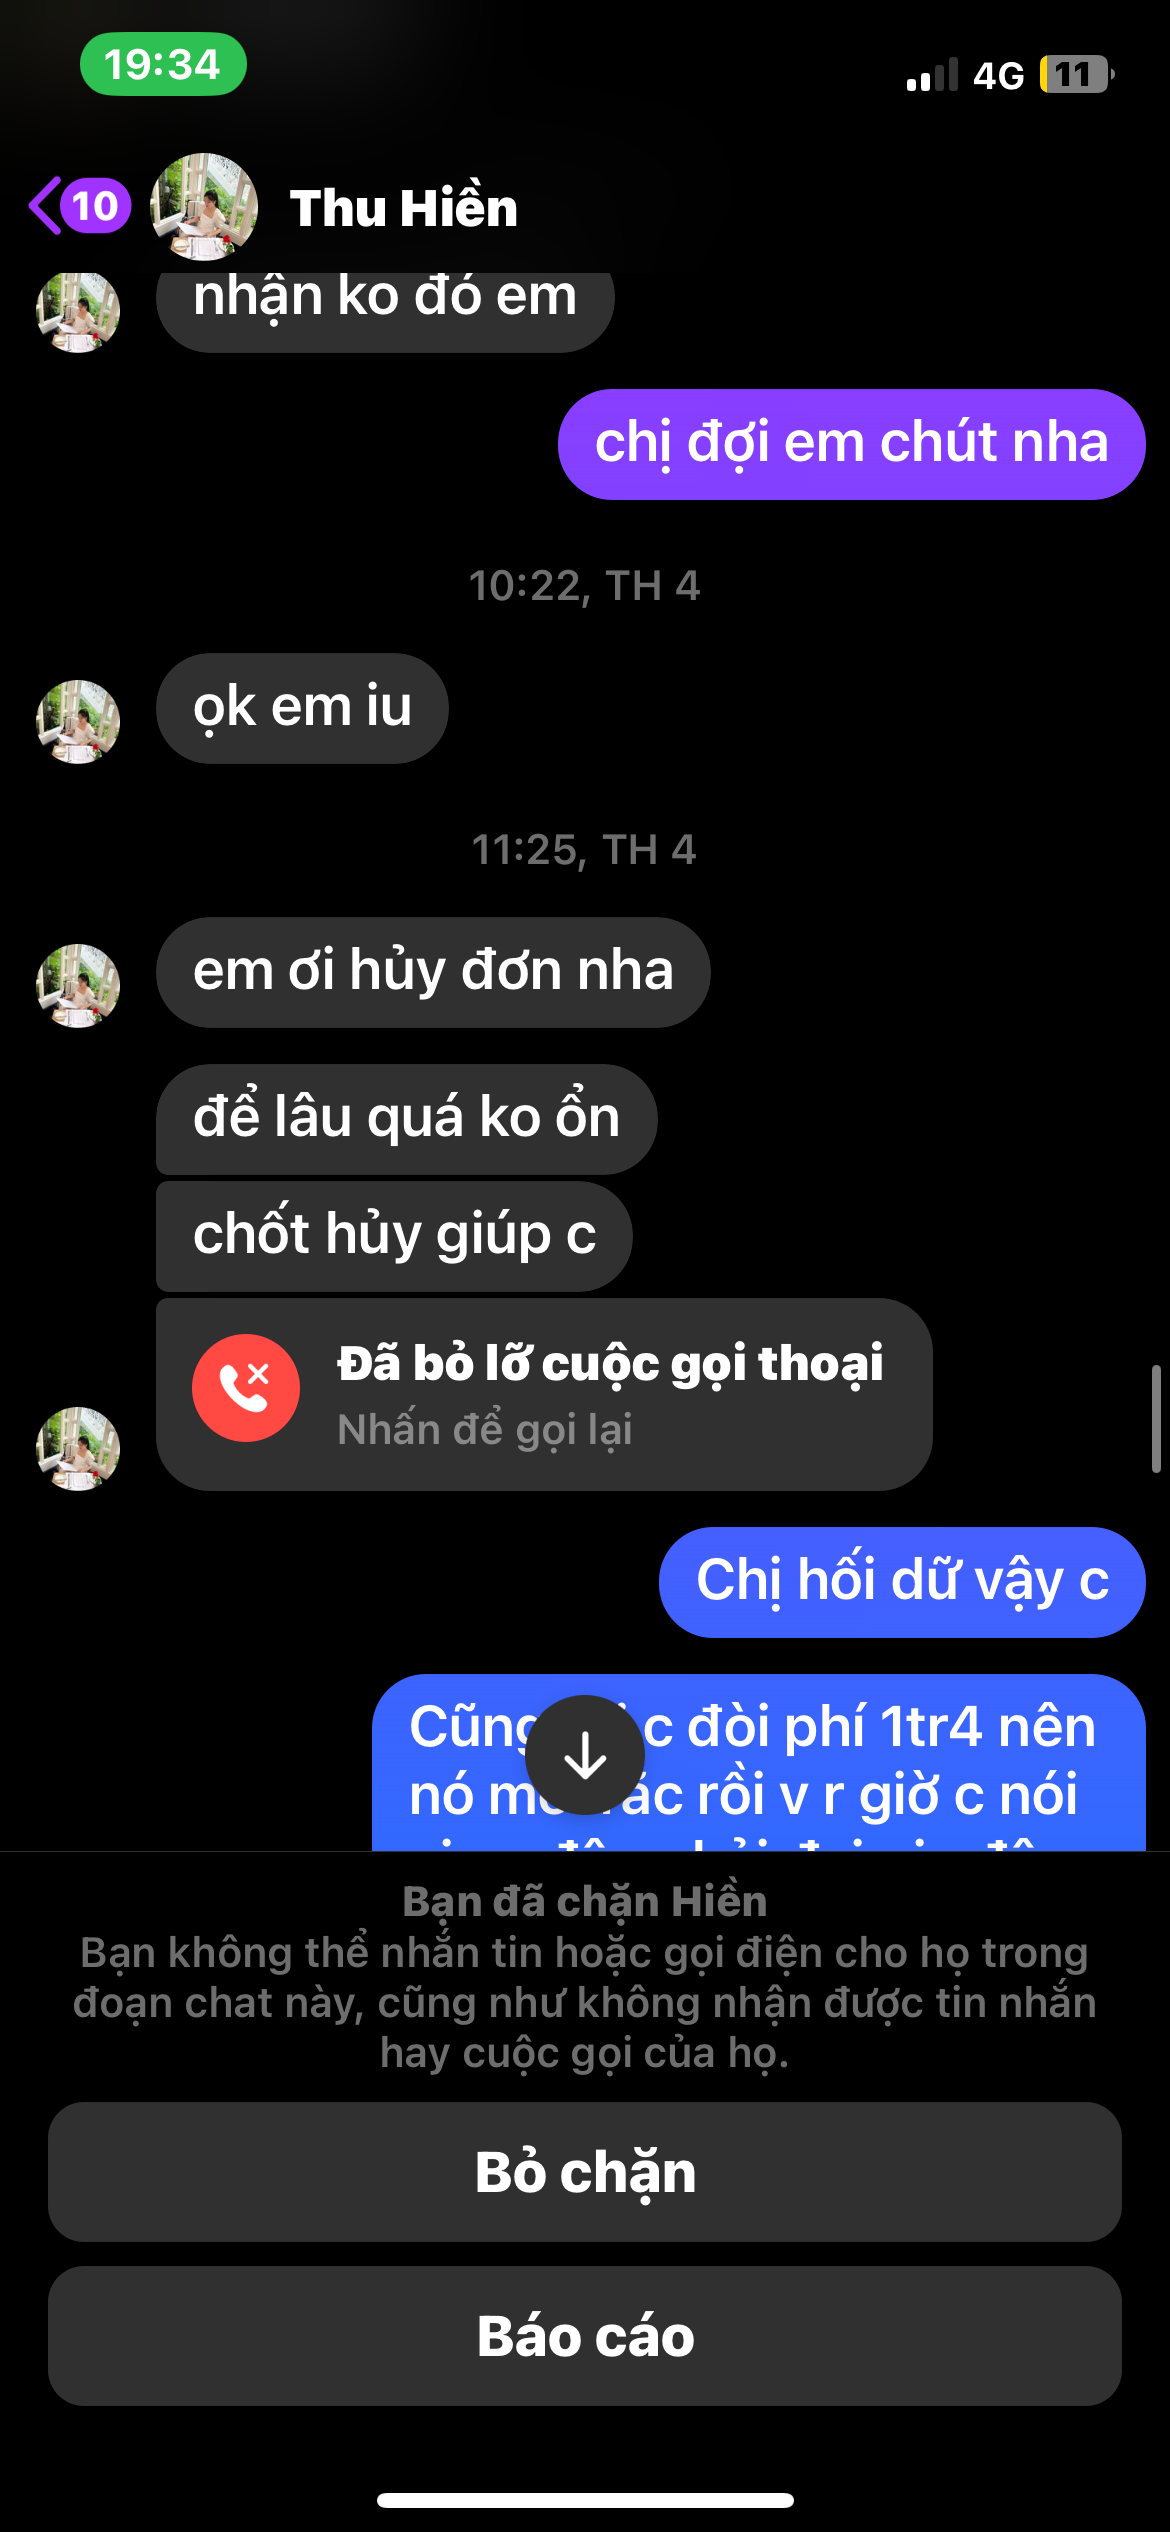 19:34
4G 11
10 Thu Hiền
nhận ko đó em
chị đợi em chút nha
10:22, TH 4
ọk em iu
11:25, TH 4
em ơi hủy đơn nha
để lâu quá ko ổn
chốt hủy giúp c
Đã bỏ lỡ cuộc gọi thoại
Nhấn để gọi lại
Chị hối dữ vậy c
Cũng c đòi phí 1tr4 nên
nó rồi v r giờ c nói
Bạn đã chặn Hiền
Bạn không thể nhắn tin hoặc gọi điện cho họ trong
đoạn chat này, cũng như không nhận được tin nhắn
hay cuộc gọi của họ.
Bỏ chặn
Báo cáo